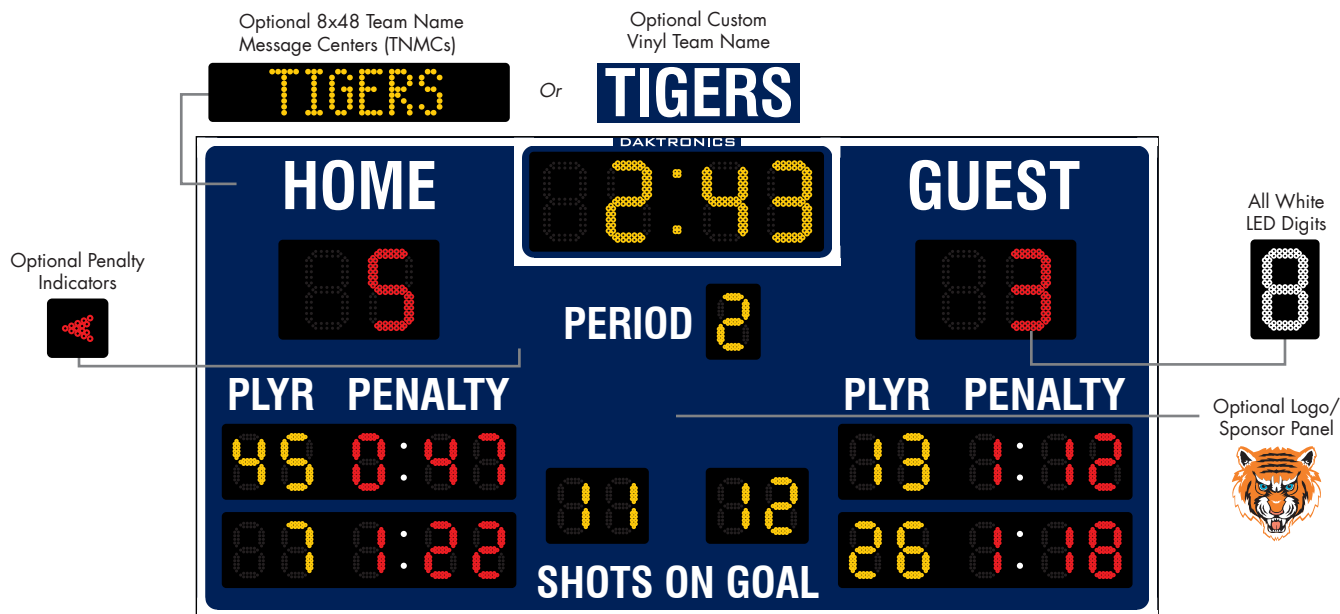 Optional 8x48 Team Name
Message Centers (TNMCs)
Optional Custom
Vinyl Team Name
TIGERS
Or
TIGERS
DAKTRONICS
HOME
2:43
GUEST
All White
LED Digits
8
Optional Penalty
Indicators
5
3
PERIOD 2
PLYR PENALTY
PLYR PENALTY
Optional Logo/
Sponsor Panel
45 0:47
13 1:12
11 12
7 1:22
26 1:18
SHOTS ON GOAL